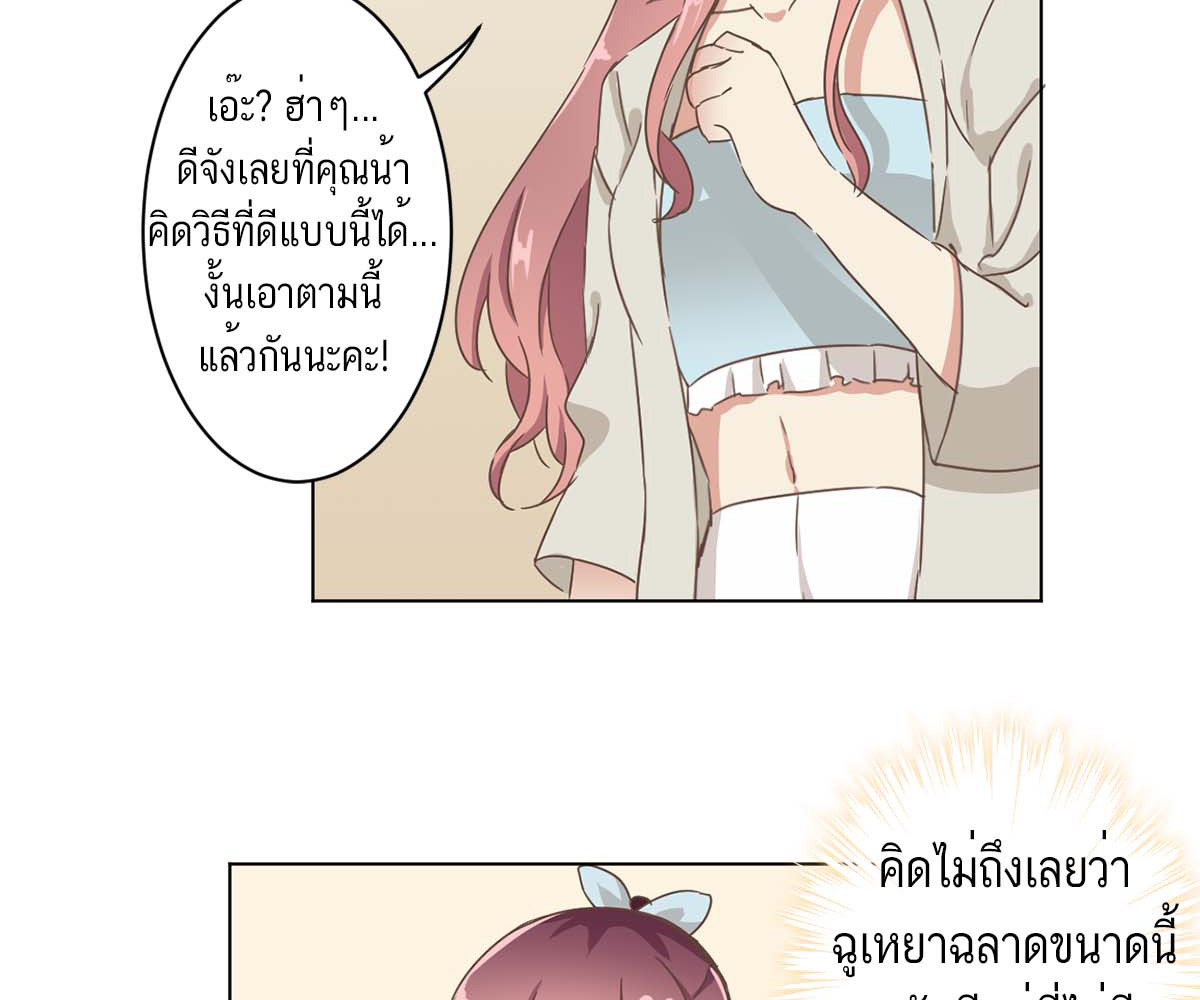 เอ๊ะ? ฮ่าๆ...
ดีจังเลยที่คุณน้า
คิดวิธีที่ดีแบบนี้ได้...
งั้นเอาตามนี้
แล้วกันนะคะ!
คิดไม่ถึงเลยว่า
ฉูเหยาฉลาดขนาดนี้